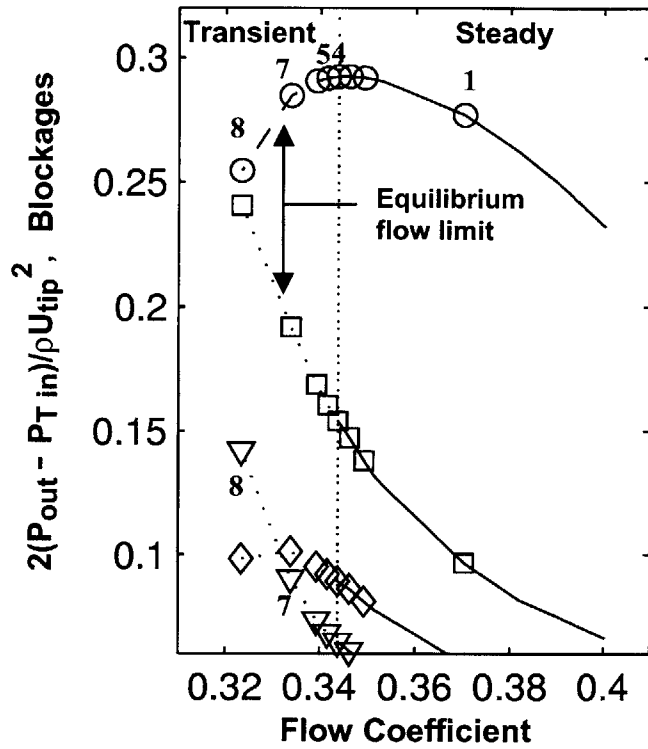 Transient Steady
0.3
7
54
1
8
0.25
Equilibrium
flow limit
0.2
0.15
8
0.1
7
2(Pout - PT in)/ρUtip², Blockages
0.32 0.34 0.36 0.38 0.4
Flow Coefficient